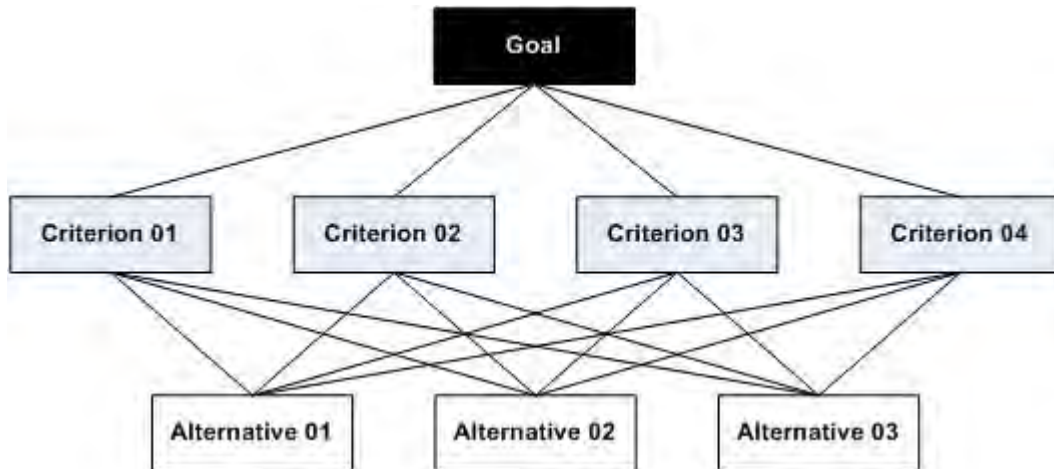 Goal
Criterion 01
Criterion 02
Criterion 03
Criterion 04
Alternative 01
Alternative 02
Alternative 03